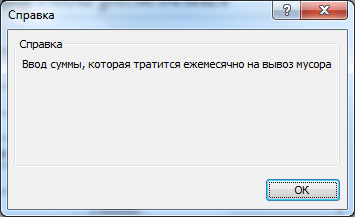 Справка
Справка
Ввод суммы, которая тратится ежемесячно на вывоз мусора
OK